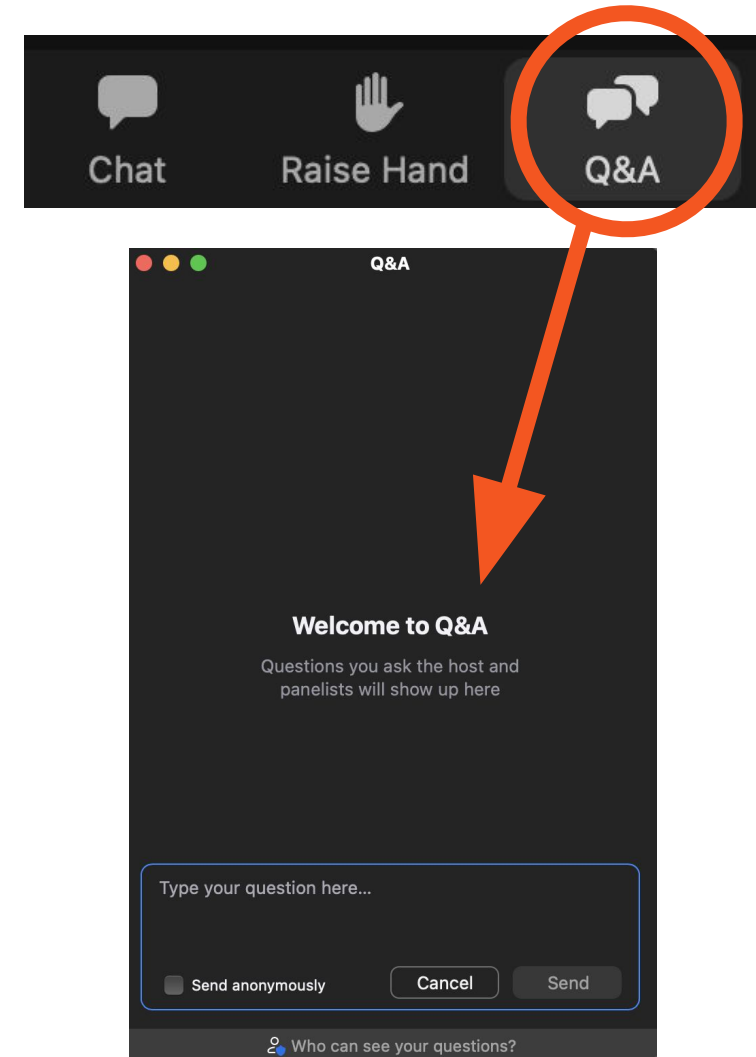 Chat
Raise Hand
Q&A
Q&A
Welcome to Q&A
Questions you ask the host and
panelists will show up here
Type your question here...
Send anonymously
Cancel
Send
Who can see your questions?